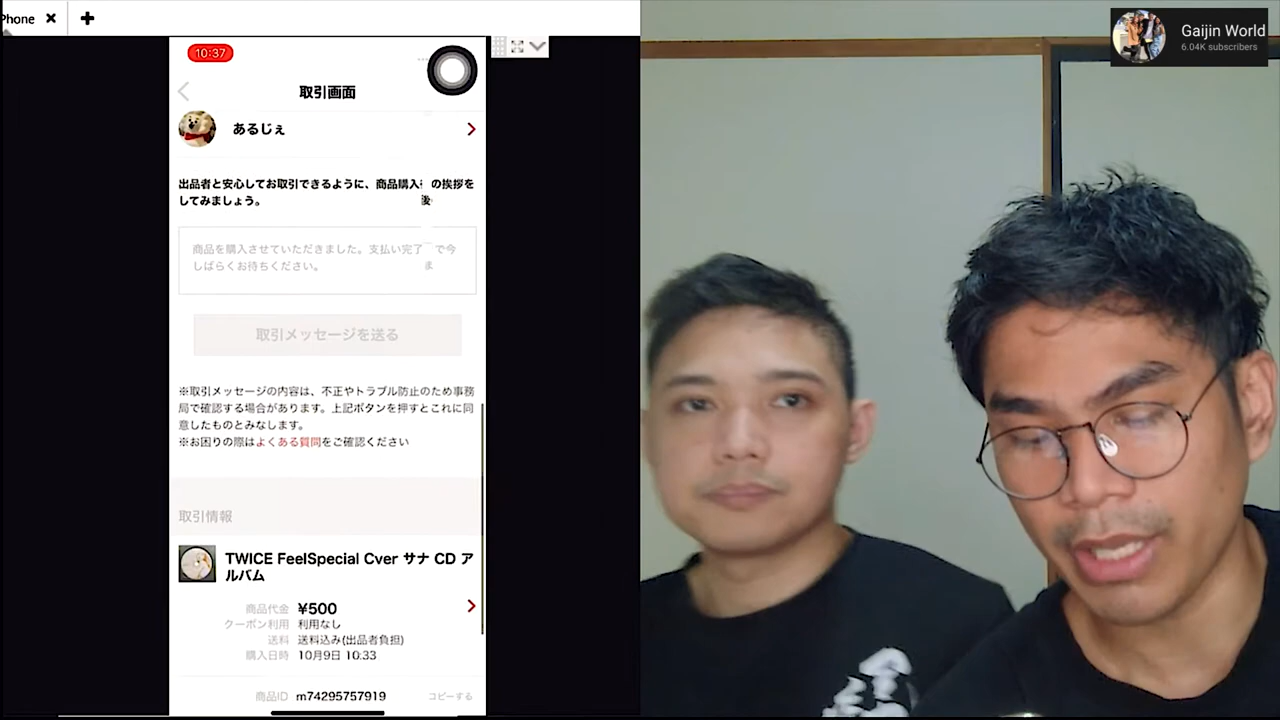 Phone
10:37
取引画面
あるじぇ
出品者と安心してお取引できるように、商品購入後の挨拶を
してみましょう。
商品を購入させていただきました。支払い完了まで今
しばらくお待ちください。
取引メッセージを送る
※取引メッセージの内容は、不正やトラブル防止のため事務
局で確認する場合があります。上記ボタンを押すとこれに同
意したものとみなします。
※お困りの際はよくある質問をご確認ください
取引情報
TWICE FeelSpecial Cver サナ CD ア
ルバム
商品代金 ¥500
クーポン利用 利用なし
送料 送料込み(出品者負担)
購入日時 10月9日 10:33
商品ID m74295757919 コピーする
Gaijin World
6.04K subscribers